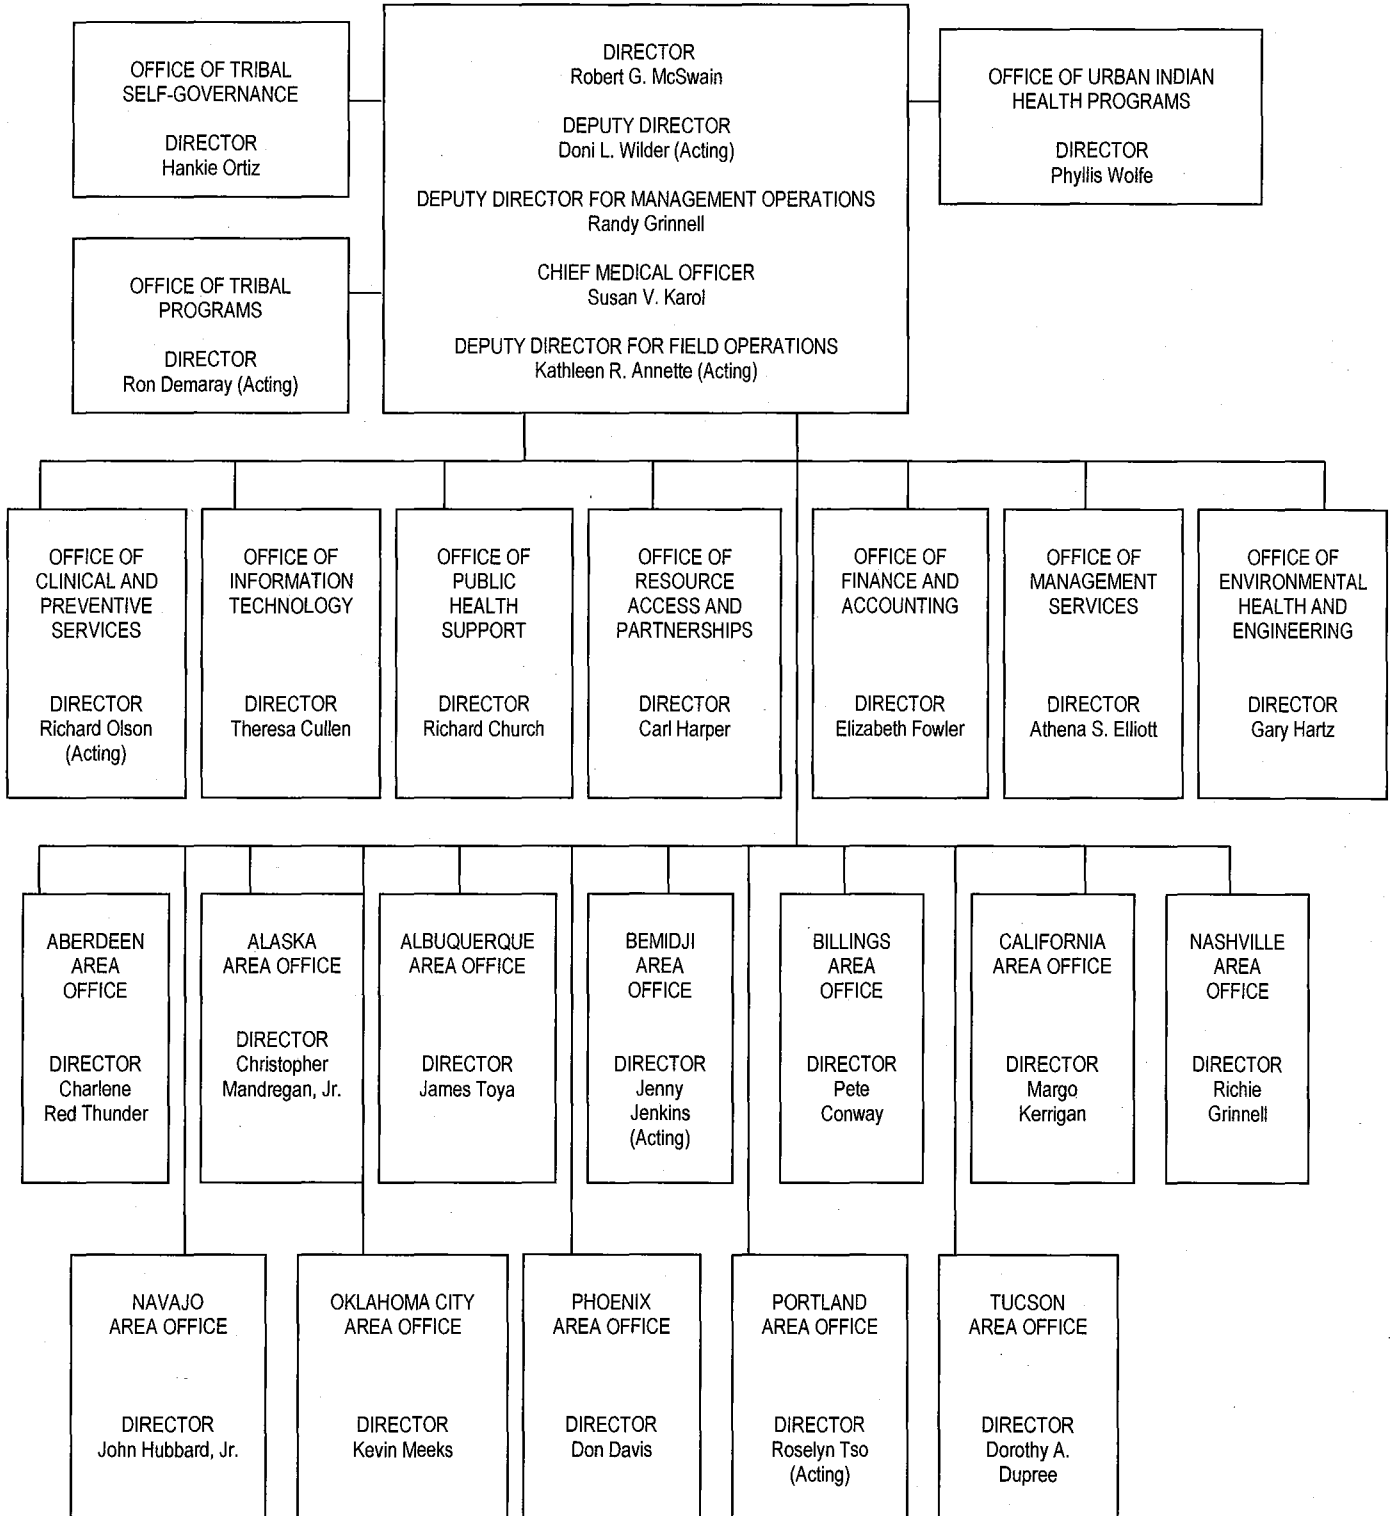 OFFICE OF TRIBAL
SELF-GOVERNANCE
DIRECTOR
Hankie Ortiz
DIRECTOR
Robert G. McSwain
DEPUTY DIRECTOR
Doni L. Wilder (Acting)
DEPUTY DIRECTOR FOR MANAGEMENT OPERATIONS
Randy Grinnell
CHIEF MEDICAL OFFICER
Susan V. Karol
DEPUTY DIRECTOR FOR FIELD OPERATIONS
Kathleen R. Annette (Acting)
OFFICE OF URBAN INDIAN
HEALTH PROGRAMS
DIRECTOR
Phyllis Wolfe
OFFICE OF TRIBAL
PROGRAMS
DIRECTOR
Ron Demaray (Acting)
OFFICE OF
CLINICAL AND
PREVENTIVE
SERVICES
DIRECTOR
Richard Olson
(Acting)
OFFICE OF
INFORMATION
TECHNOLOGY
DIRECTOR
Theresa Cullen
OFFICE OF
PUBLIC
HEALTH
SUPPORT
DIRECTOR
Richard Church
OFFICE OF
RESOURCE
ACCESS AND
PARTNERSHIPS
DIRECTOR
Carl Harper
OFFICE OF
FINANCE AND
ACCOUNTING
DIRECTOR
Elizabeth Fowler
OFFICE OF
MANAGEMENT
SERVICES
DIRECTOR
Athena S. Elliott
OFFICE OF
ENVIRONMENTAL
HEALTH AND
ENGINEERING
DIRECTOR
Gary Hartz
ABERDEEN
AREA
OFFICE
DIRECTOR
Charlene
Red Thunder
ALASKA
AREA OFFICE
DIRECTOR
Christopher
Mandregan, Jr.
ALBUQUERQUE
AREA OFFICE
DIRECTOR
James Toya
BEMIDJI
AREA
OFFICE
DIRECTOR
Jenny
Jenkins
(Acting)
BILLINGS
AREA
OFFICE
DIRECTOR
Pete
Conway
CALIFORNIA
AREA OFFICE
DIRECTOR
Margo
Kerrigan
NASHVILLE
AREA
OFFICE
DIRECTOR
Richie
Grinnell
NAVAJO
AREA OFFICE
DIRECTOR
John Hubbard, Jr.
OKLAHOMA CITY
AREA OFFICE
DIRECTOR
Kevin Meeks
PHOENIX
AREA OFFICE
DIRECTOR
Don Davis
PORTLAND
AREA OFFICE
DIRECTOR
Roselyn Tso
(Acting)
TUCSON
AREA OFFICE
DIRECTOR
Dorothy A.
Dupree